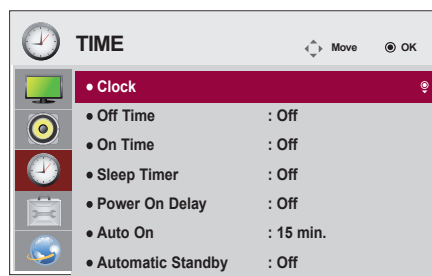 TIME
Move
OK
● Clock
● Off Time : Off
● On Time : Off
● Sleep Timer : Off
● Power On Delay : Off
● Auto On : 15 min.
● Automatic Standby : Off